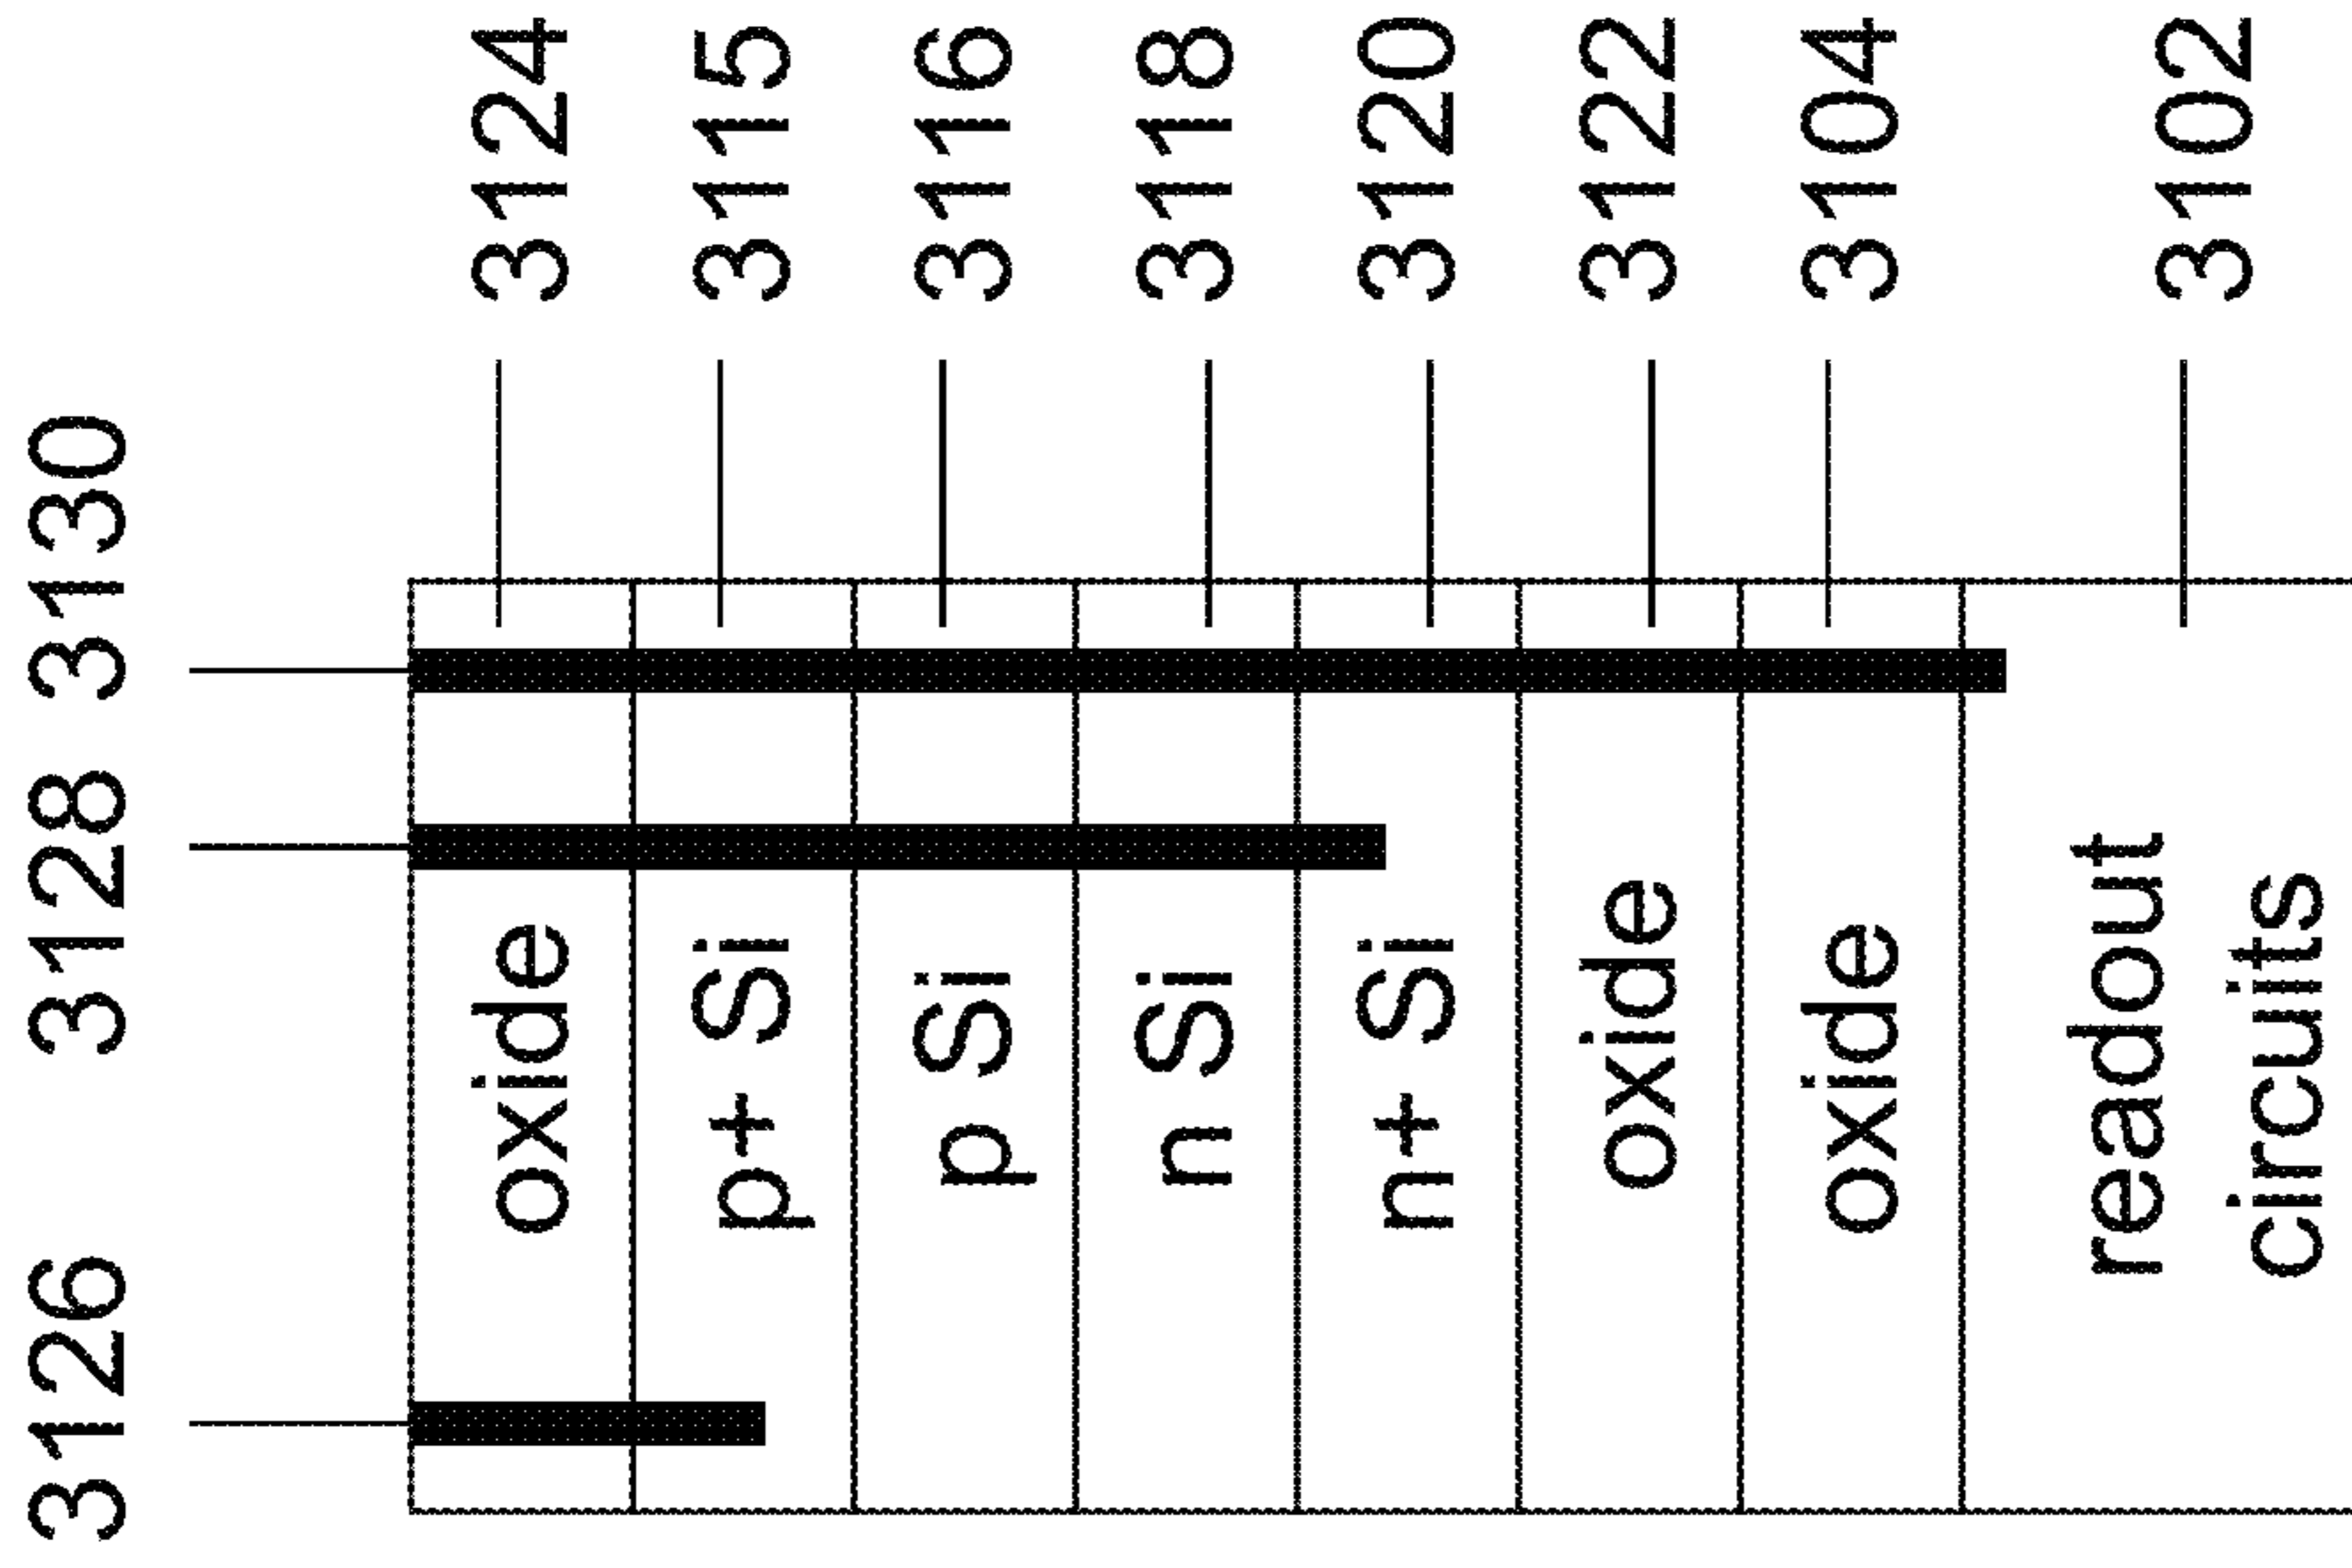 3126 3128 3130
oxide 3124
p+ Si 3115
p Si 3116
n Si 3118
n+ Si 3120
oxide 3122
oxide 3104
readout 3102
circuits